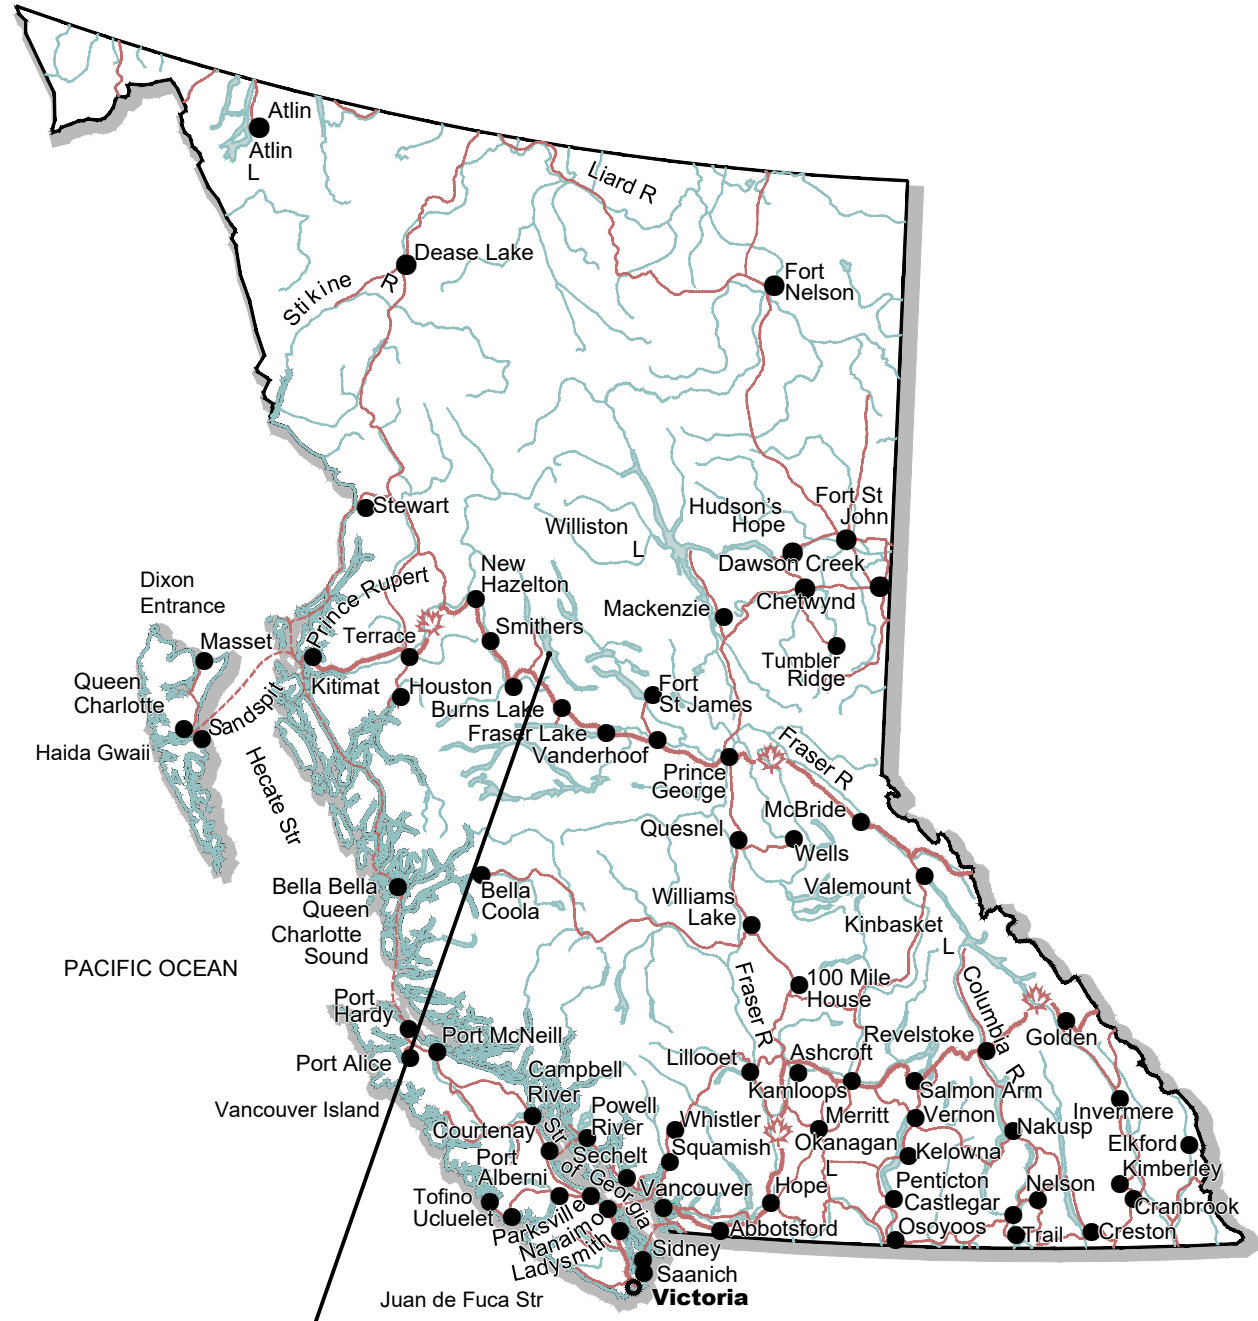 Atlin
Atlin
L
Liard R
Dease Lake
Stikine
R
Fort
Nelson
Stewart
Hudson's
Hope
Fort St
John
Williston
L
Dawson Creek
Chetwynd
New
Hazelton
Dixon
Entrance
Prince Rupert
Mackenzie
Smithers
Terrace
Masset
Tumbler
Ridge
Queen
Charlotte
Kitimat
Houston
Fort
St James
Sandspit
Burns Lake
Fraser Lake
Haida Gwaii
Vanderhoof
Fraser R
Prince
George
Hecate Str
McBride
Quesnel
Wells
Bella Bella
Bella
Coola
Valemount
Williams
Lake
Queen
Charlotte
Sound
Kinbasket
L
PACIFIC OCEAN
Fraser R
100 Mile
House
Columbia
R
Port
Hardy
Port McNeill
Revelstoke
Golden
Port Alice
Lillooet
Ashcroft
Campbell
River
Kamloops
Salmon Arm
Vancouver Island
Powell
River
Whistler
Merritt
Vernon
Invermere
Courtenay
Str
of
Georgia
Squamish
Okanagan
L
Nakusp
Elkford
Port
Alberni
Sechelt
Kelowna
Kimberley
Tofino
Ucluelet
Vancouver
Hope
Penticton
Castlegar
Nelson
Cranbrook
Parksville
Nanaimo
Ladysmith
Abbotsford
Osoyoos
Trail
Creston
Sidney
Saanich
Juan de Fuca Str
Victoria